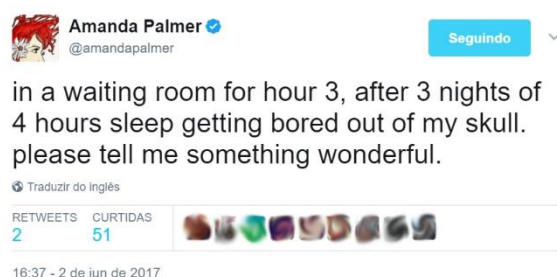 Amanda Palmer
@amandapalmer
Seguindo
in a waiting room for hour 3, after 3 nights of
4 hours sleep getting bored out of my skull.
please tell me something wonderful.
Traduzir do inglês
RETWEETS CURTIDAS
2 51
16:37 - 2 de jun de 2017